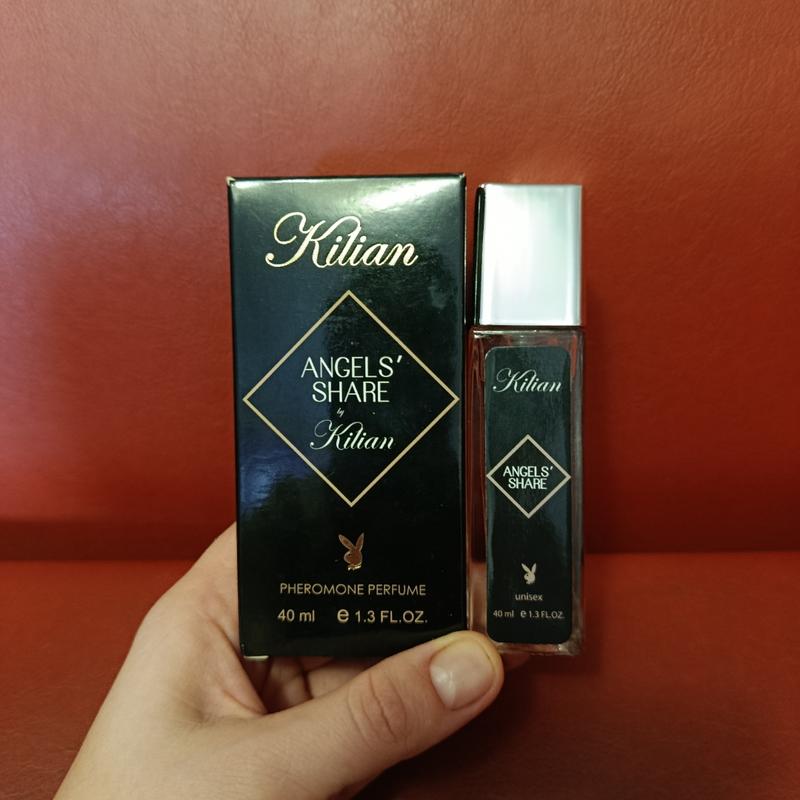 Kilian
ANGELS'
SHARE
by
Kilian
PHEROMONE PERFUME
40 ml e 1.3 FL.OZ.
Kilian
ANGELS'
SHARE
unisex
40 ml e 1.3 FL.OZ.